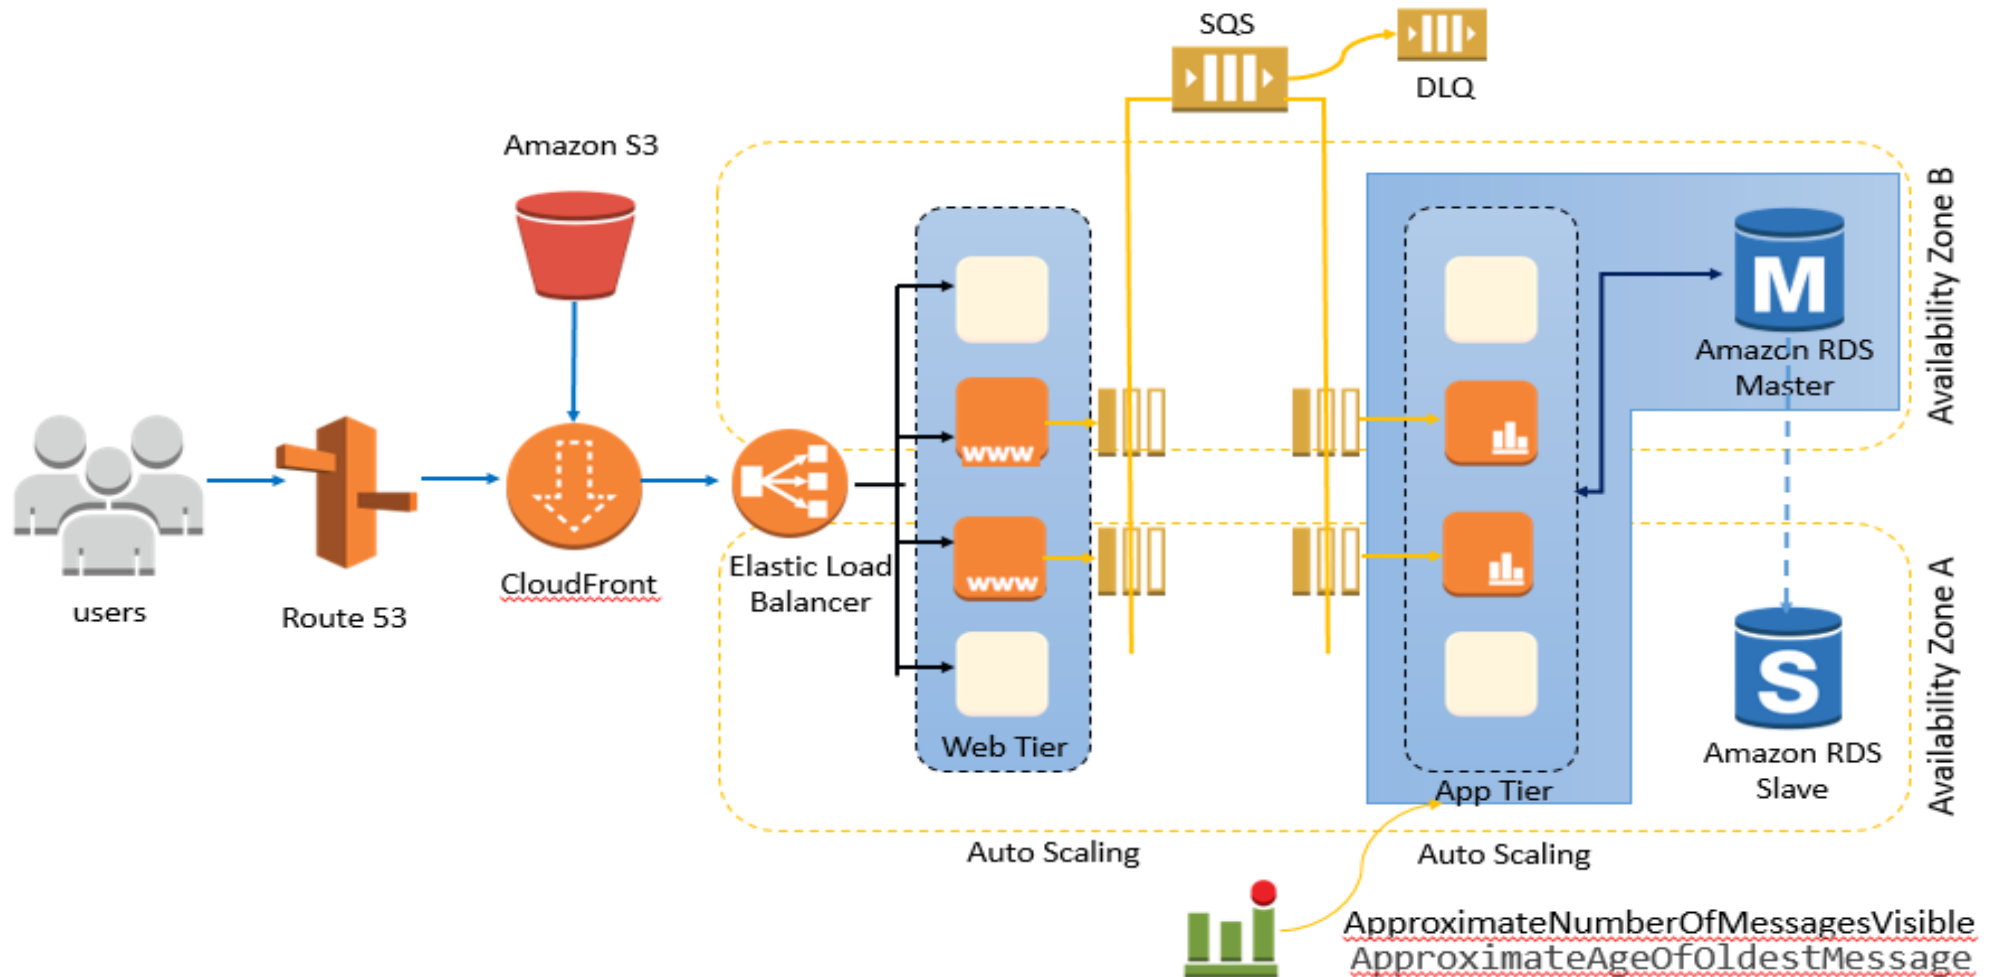 SQS
DLQ
Amazon S3
Availability Zone B
M
Amazon RDS
Master
users
Route 53
CloudFront
Elastic Load
Balancer
www
www
Web Tier
App Tier
S
Amazon RDS
Slave
Availability Zone A
Auto Scaling
Auto Scaling
ApproximateNumberOfMessagesVisible
ApproximateAgeOfOldestMessage